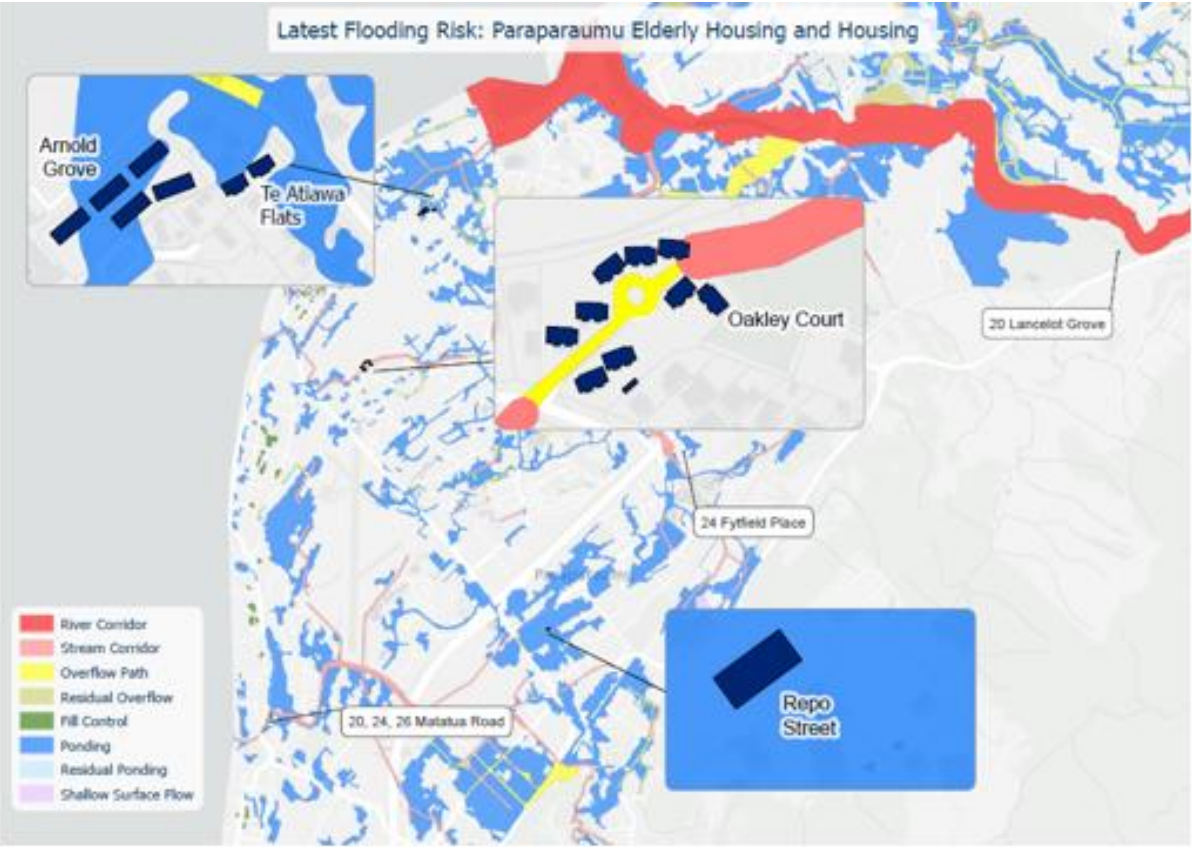 Latest Flooding Risk: Paraparaumu Elderly Housing and Housing
Arnold
Grove
Te Atiawa
Flats
Oakley Court
20 Lancelot Grove
24 Fytfield Place
Repo
Street
20, 24, 26 Matatua Road
River Corridor
Stream Corridor
Overflow Path
Residual Overflow
Fill Control
Ponding
Residual Ponding
Shallow Surface Flow